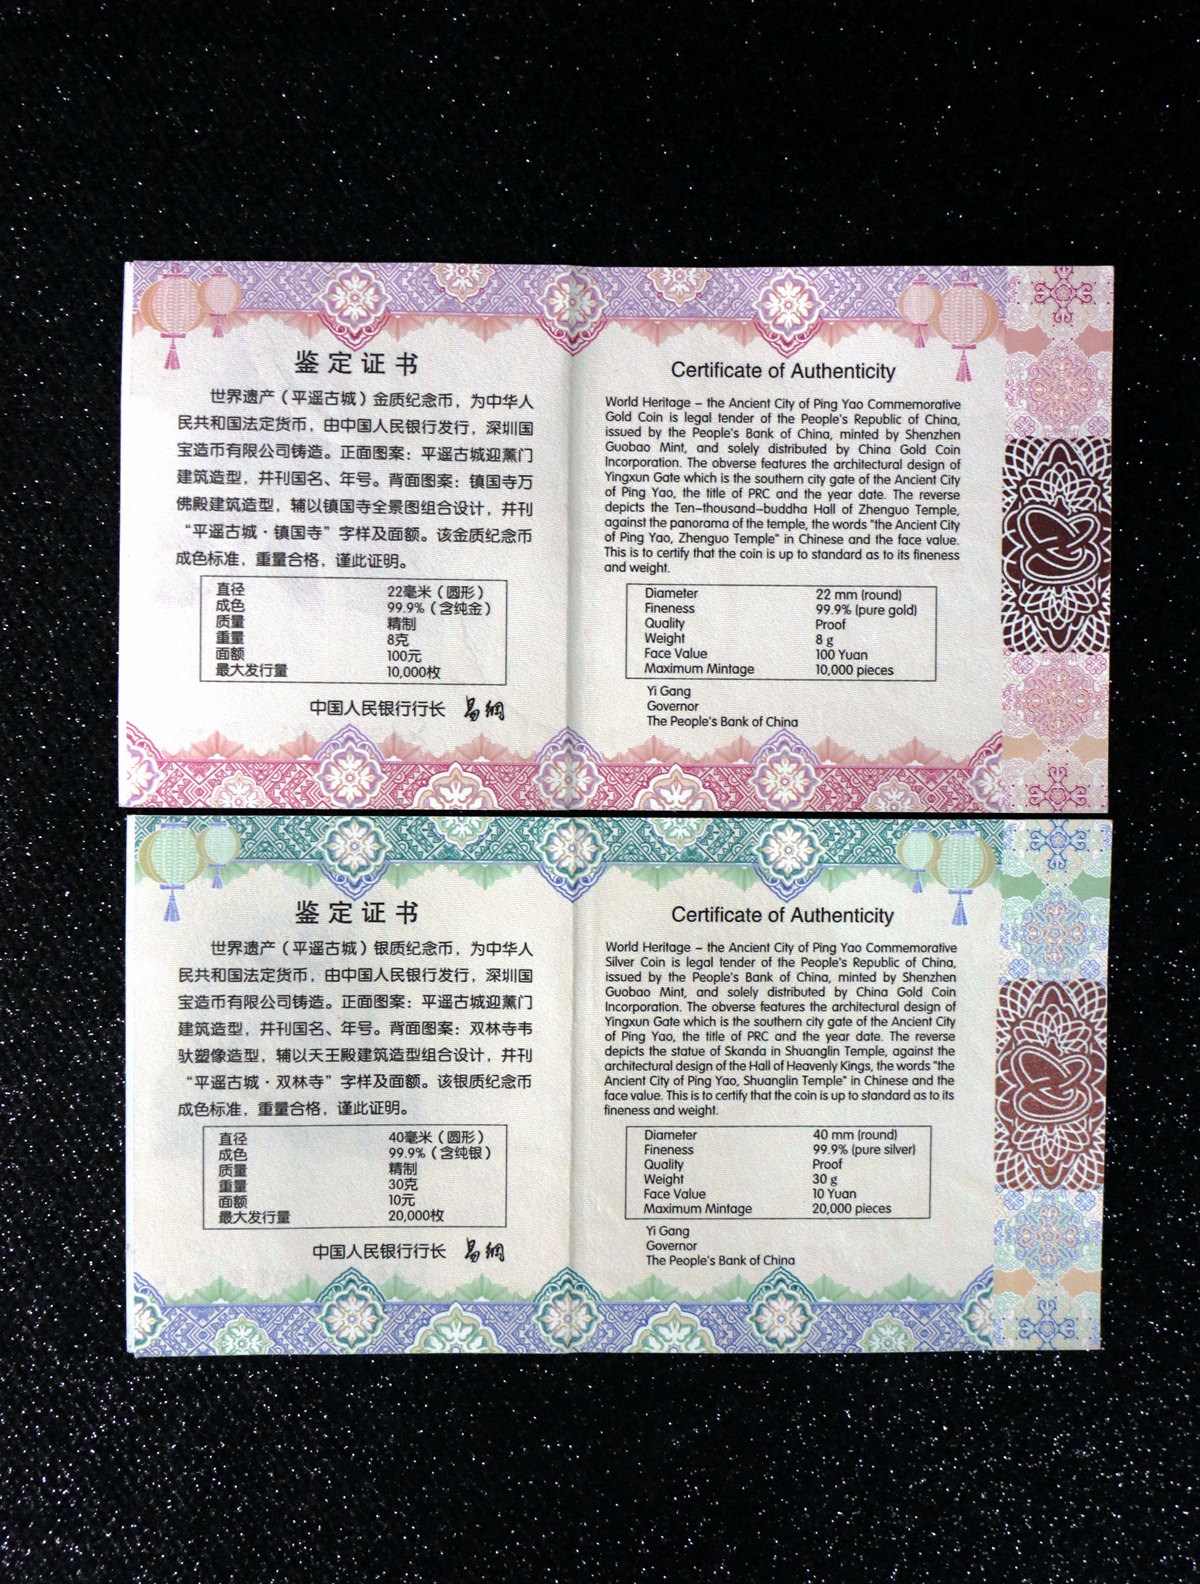 鉴定证书
世界遗产（平遥古城）金质纪念币，为中华人
民共和国法定货币，由中国人民银行发行，深圳国
宝造币有限公司铸造。正面图案：平遥古城迎薰门
建筑造型，并刊国名、年号。背面图案：镇国寺万
佛殿建筑造型，辅以镇国寺全景图组合设计，并刊
“平遥古城·镇国寺”字样及面额。该金质纪念币
成色标准，重量合格，谨此证明。
直径 22毫米（圆形）
成色 99.9%（含纯金）
质量 精制
重量 8克
面额 100元
最大发行量 10,000枚
中国人民银行行长 易纲
Certificate of Authenticity
World Heritage – the Ancient City of Ping Yao Commemorative
Gold Coin is legal tender of the People's Republic of China,
issued by the People's Bank of China, minted by Shenzhen
Guobao Mint, and solely distributed by China Gold Coin
Incorporation. The obverse features the architectural design of
Yingxun Gate which is the southern city gate of the Ancient City
of Ping Yao, the title of PRC and the year date. The reverse
depicts the Ten-thousand-buddha Hall of Zhenguo Temple,
against the panorama of the temple, the words "the Ancient City
of Ping Yao, Zhenguo Temple" in Chinese and the face value.
This is to certify that the coin is up to standard as to its fineness
and weight.
Diameter 22 mm (round)
Fineness 99.9% (pure gold)
Quality Proof
Weight 8 g
Face Value 100 Yuan
Maximum Mintage 10,000 pieces
Yi Gang
Governor
The People's Bank of China
鉴定证书
世界遗产（平遥古城）银质纪念币，为中华人
民共和国法定货币，由中国人民银行发行，深圳国
宝造币有限公司铸造。正面图案：平遥古城迎薰门
建筑造型，并刊国名、年号。背面图案：双林寺韦
驮塑像造型，辅以天王殿建筑造型组合设计，并刊
“平遥古城·双林寺”字样及面额。该银质纪念币
成色标准，重量合格，谨此证明。
直径 40毫米（圆形）
成色 99.9%（含纯银）
质量 精制
重量 30克
面额 10元
最大发行量 20,000枚
中国人民银行行长 易纲
Certificate of Authenticity
World Heritage – the Ancient City of Ping Yao Commemorative
Silver Coin is legal tender of the People's Republic of China,
issued by the People's Bank of China, minted by Shenzhen
Guobao Mint, and solely distributed by China Gold Coin
Incorporation. The obverse features the architectural design of
Yingxun Gate which is the southern city gate of the Ancient City
of Ping Yao, the title of PRC and the year date. The reverse
depicts the statue of Skanda in Shuanglin Temple, against the
architectural design of the Hall of Heavenly Kings, the words "the
Ancient City of Ping Yao, Shuanglin Temple" in Chinese and the
face value. This is to certify that the coin is up to standard as to its
fineness and weight.
Diameter 40 mm (round)
Fineness 99.9% (pure silver)
Quality Proof
Weight 30 g
Face Value 10 Yuan
Maximum Mintage 20,000 pieces
Yi Gang
Governor
The People's Bank of China